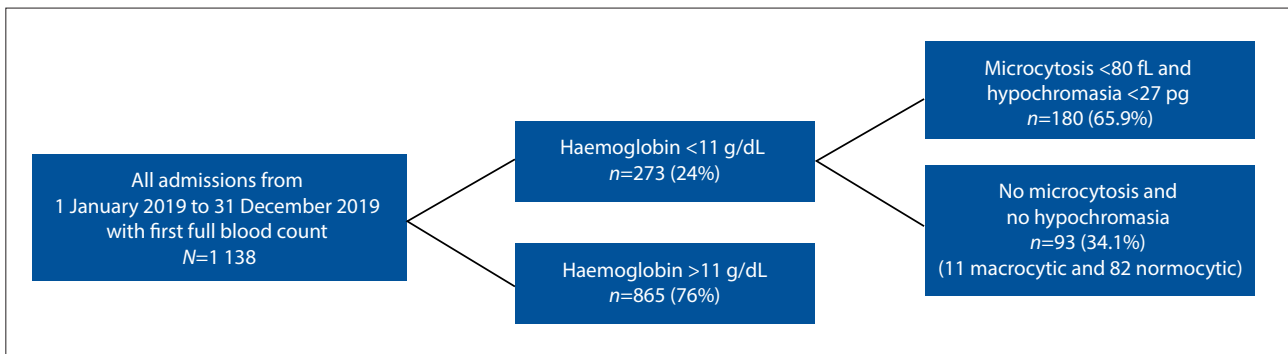 All admissions from
1 January 2019 to 31 December 2019
with first full blood count
N=1 138
Haemoglobin <11 g/dL
n=273 (24%)
Haemoglobin >11 g/dL
n=865 (76%)
Microcytosis <80 fL and
hypochromasia <27 pg
n=180 (65.9%)
No microcytosis and
no hypochromasia
n=93 (34.1%)
(11 macrocytic and 82 normocytic)